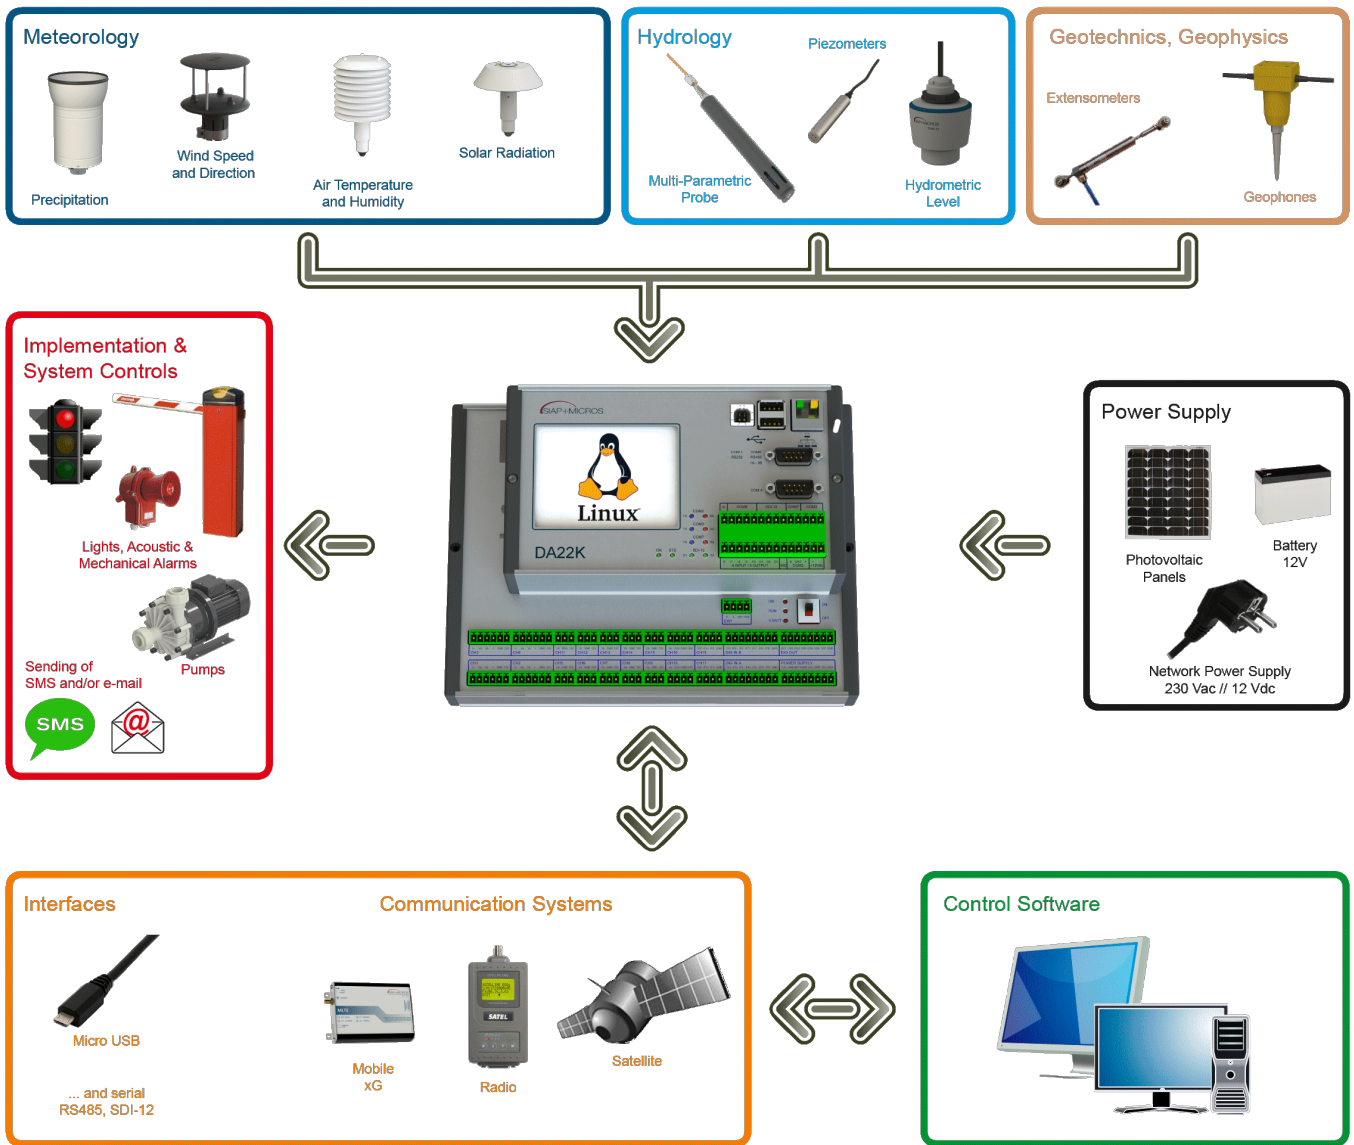 Meteorology
Precipitation
Wind Speed
and Direction
Air Temperature
and Humidity
Solar Radiation
Hydrology
Multi-Parametric
Probe
Piezometers
Hydrometric
Level
Geotechnics, Geophysics
Extensometers
Geophones
Implementation &
System Controls
Lights, Acoustic &
Mechanical Alarms
Pumps
Sending of
SMS and/or e-mail
SMS
@
SIAP+MICROS
Linux
DA22K
Power Supply
Photovoltaic
Panels
Battery
12V
Network Power Supply
230 Vac // 12 Vdc
Interfaces
Micro USB
... and serial
RS485, SDI-12
Communication Systems
Mobile
xG
SATEL
Radio
Satellite
Control Software